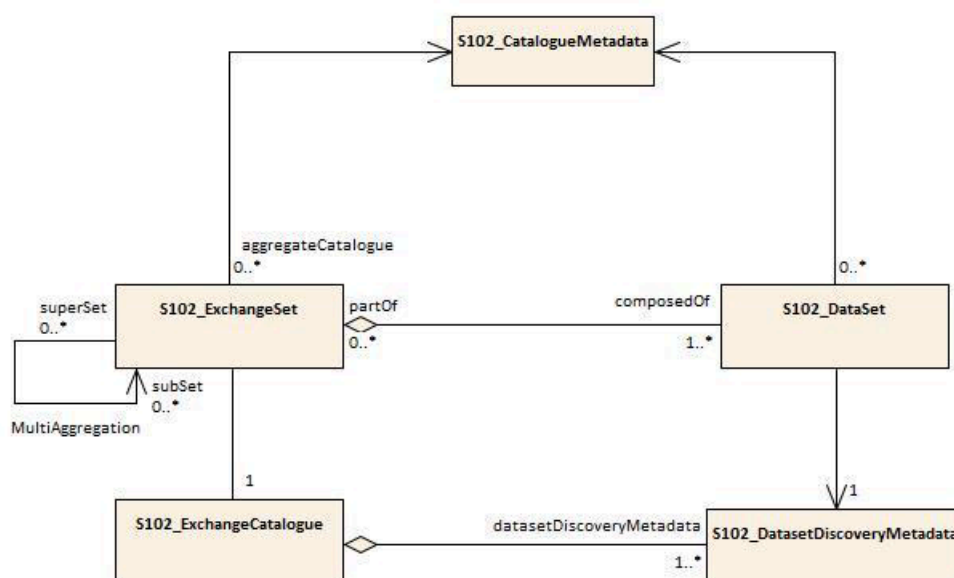 S102_CatalogueMetadata
aggregateCatalogue
0..*
0..*
superSet
0..*
S102_ExchangeSet
partOf
0..*
composedOf
1..*
S102_DataSet
subSet
0..*
MultiAggregation
1
1
S102_ExchangeCatalogue
datasetDiscoveryMetadata
1..*
S102_DatasetDiscoveryMetadata